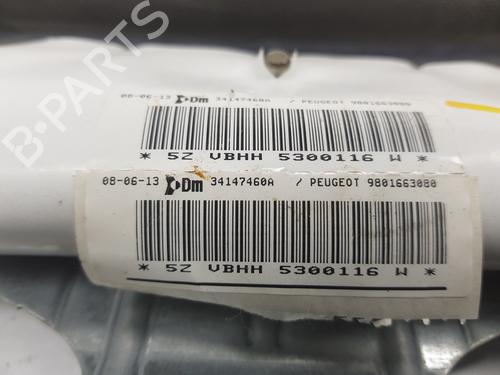 08-06-13 Dm 34147460A / PEUGEOT 9801663080
* 5Z VBHH 5300116 W *
08-06-13 Dm 34147460A / PEUGEOT 9801663080
* 5Z VBHH 5300116 W *
B-PARTS